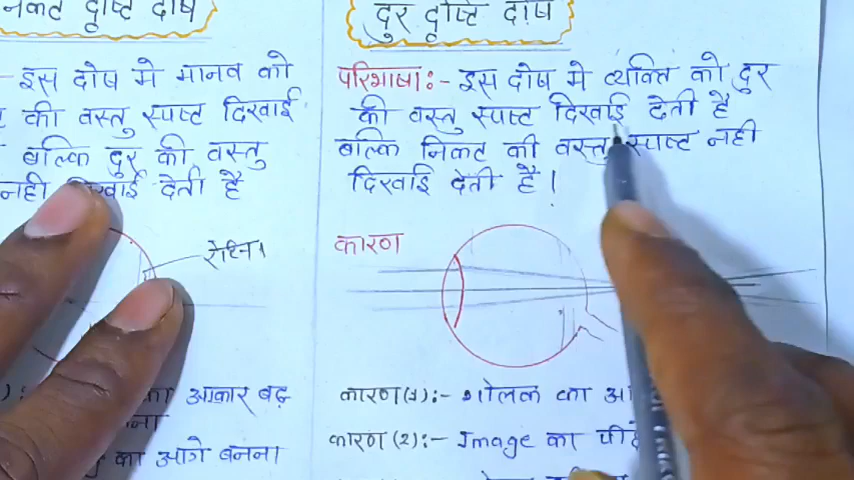 निकट दृष्टि दोष
- इस दोष मे मानव को
की वस्तु स्पष्ट दिखाई
बल्कि दुर की वस्तु
नही दिखाई देती है
रेटिना
का आकार बढ़
का आगे बनना
दुर दृष्टि दोष
परिभाषा:- इस दोष मे व्यक्ति को दुर
की वस्तु स्पष्ट दिखाई देती है
बल्कि निकट की वस्तु स्पष्ट नही
दिखाई देती है!
कारण
कारण(1):- गोलक का
कारण (2):- Image का